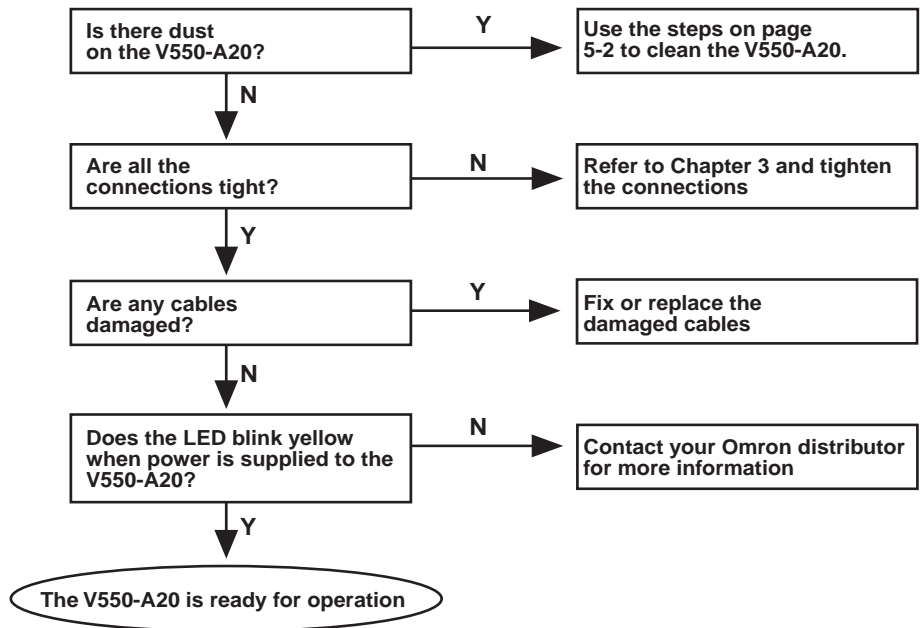 Is there dust
on the V550-A20?
Y
Use the steps on page
5-2 to clean the V550-A20.
N
Are all the
connections tight?
N
Refer to Chapter 3 and tighten
the connections
Y
Are any cables
damaged?
Y
Fix or replace the
damaged cables
N
Does the LED blink yellow
when power is supplied to the
V550-A20?
N
Contact your Omron distributor
for more information
Y
The V550-A20 is ready for operation